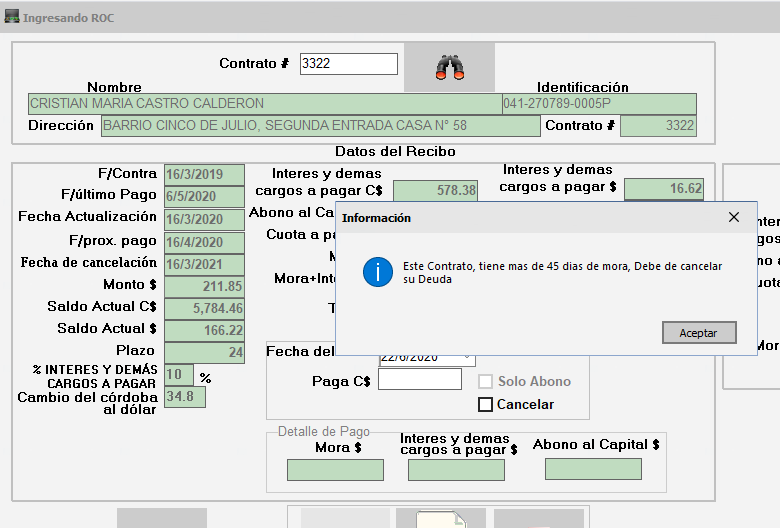 Ingresando ROC
Contrato # 3322
Nombre Identificación
CRISTIAN MARIA CASTRO CALDERON 041-270789-0005P
Dirección BARRIO CINCO DE JULIO, SEGUNDA ENTRADA CASA N° 58 Contrato # 3322
Datos del Recibo
F/Contra 16/3/2019
F/último Pago 6/5/2020
Fecha Actualización 16/3/2020
F/prox. pago 16/4/2020
Fecha de cancelación 16/3/2021
Monto $ 211.85
Saldo Actual C$ 5,784.46
Saldo Actual $ 166.22
Plazo 24
% INTERES Y DEMÁS
CARGOS A PAGAR 10 %
Cambio del córdoba
al dólar 34.8
Interes y demas
cargos a pagar C$ 578.38
Interes y demas
cargos a pagar $ 16.62
Abono al Ca
Cuota a pa
Mora+Int
Información
Este Contrato, tiene mas de 45 dias de mora, Debe de cancelar
su Deuda
Aceptar
Fecha del 22/6/2020
Paga C$
Solo Abono
Cancelar
Detalle de Pago
Mora $
Interes y demas
cargos a pagar $
Abono al Capital $